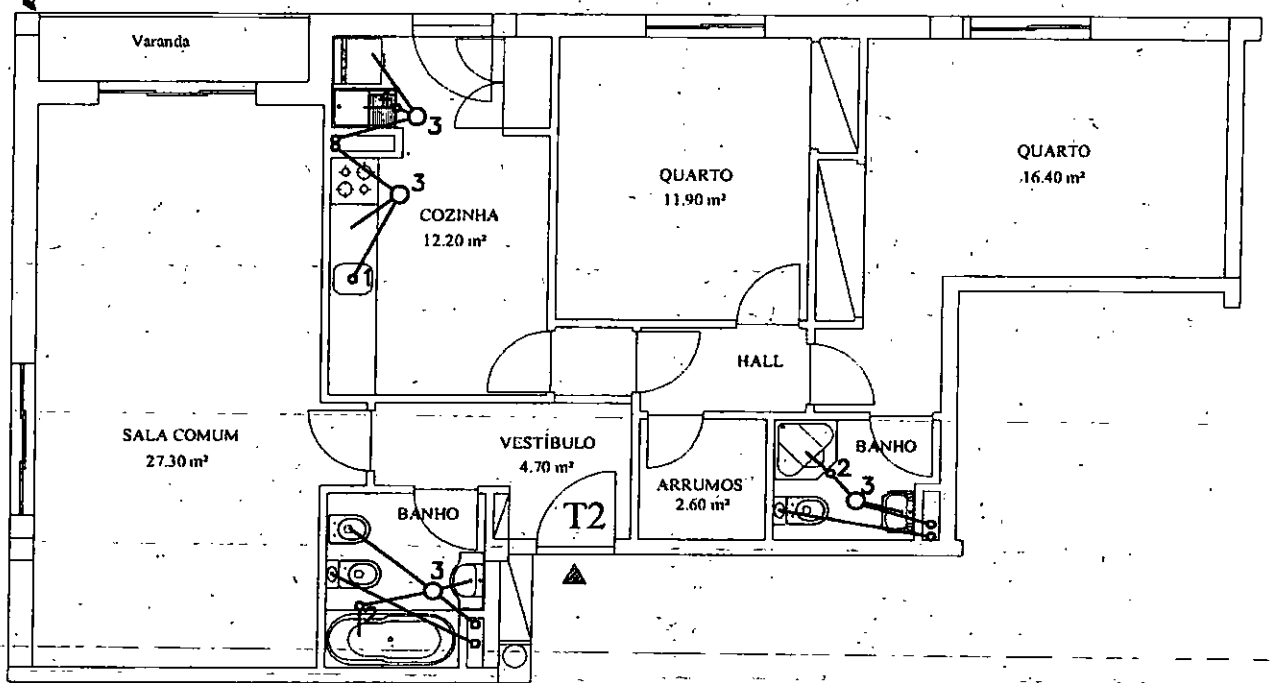 Varanda
3
3
COZINHA
12.20 m²
1
QUARTO
11.90 m²
QUARTO
16.40 m²
HALL
SALA COMUM
27.30 m²
VESTÍBULO
4.70 m²
T2
ARRUMOS
2.60 m²
BANHO
2
3
BANHO
3
2